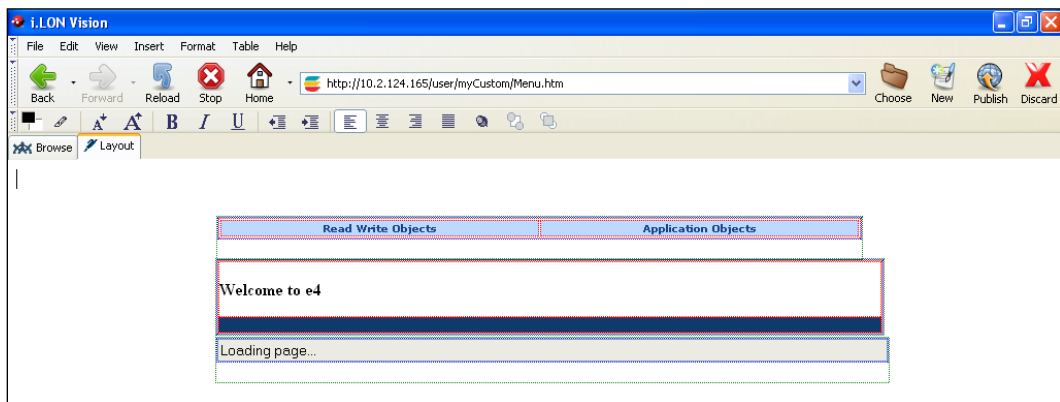 i.LON Vision
File Edit View Insert Format Table Help
Back Forward Reload Stop Home http://10.2.124.165/user/myCustom/Menu.htm Choose New Publish Discard
A A B I U
Browse Layout
Read Write Objects Application Objects
Welcome to e4
Loading page...